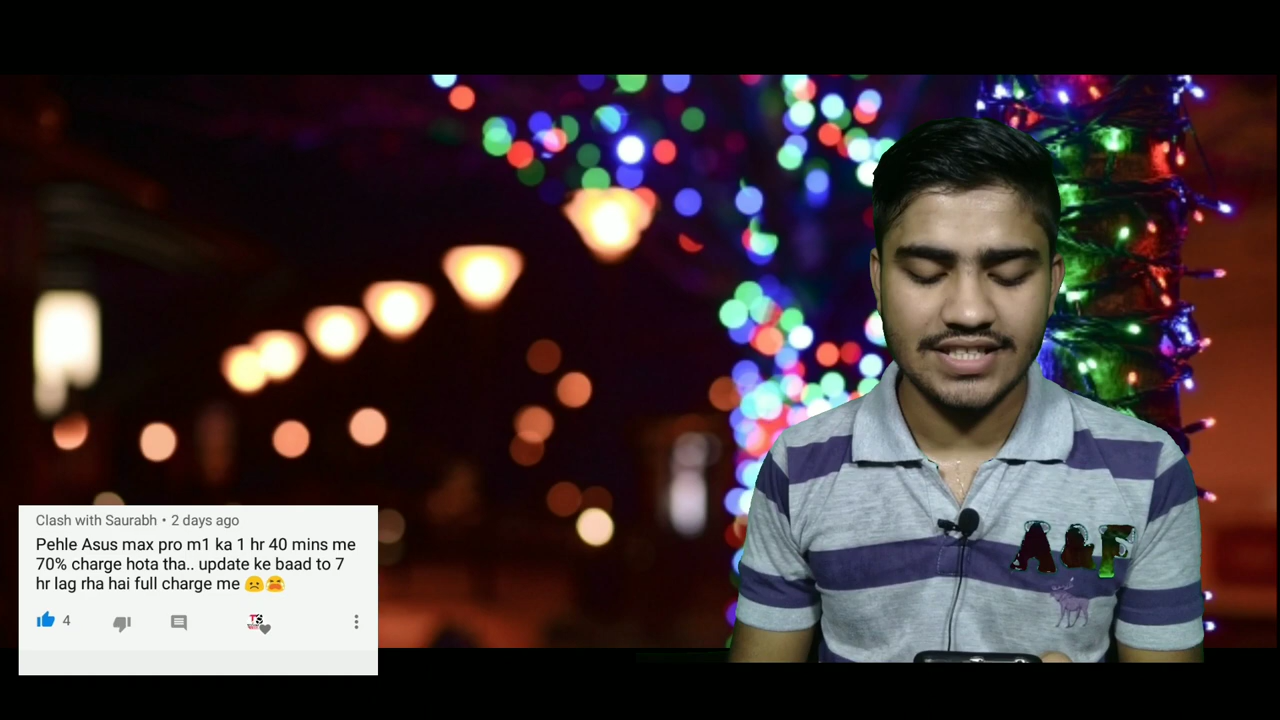 Clash with Saurabh • 2 days ago
Pehle Asus max pro m1 ka 1 hr 40 mins me
70% charge hota tha.. update ke baad to 7
hr lag rha hai full charge me ☹️😫
4
A&F